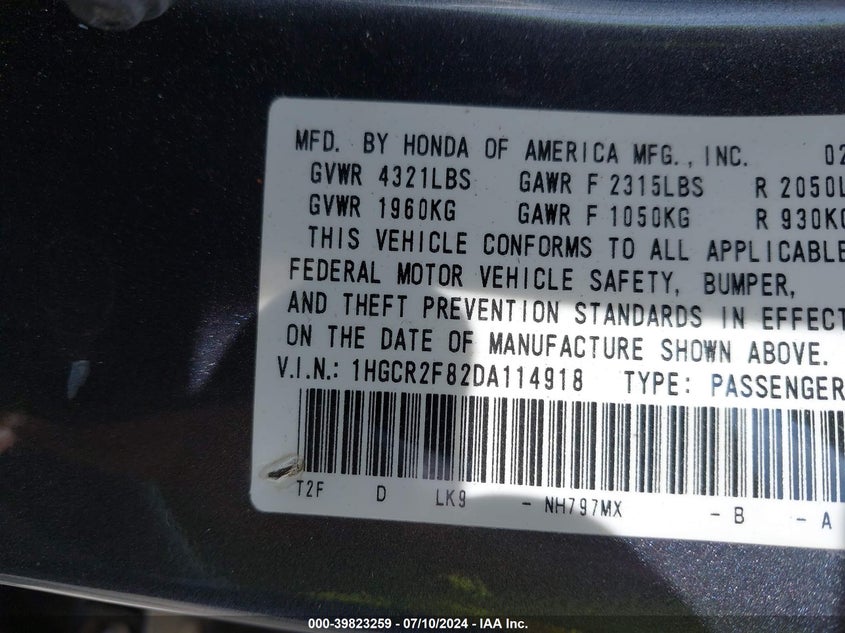 MFD. BY HONDA OF AMERICA MFG., INC. 02
GVWR 4321LBS GAWR F 2315LBS R 2050L
GVWR 1960KG GAWR F 1050KG R 930KG
THIS VEHICLE CONFORMS TO ALL APPLICABLE
FEDERAL MOTOR VEHICLE SAFETY, BUMPER,
AND THEFT PREVENTION STANDARDS IN EFFECT
ON THE DATE OF MANUFACTURE SHOWN ABOVE.
V.I.N.: 1HGCR2F82DA114918 TYPE: PASSENGER
T2F D LK9 - NH797MX - B - A
000-39823259 - 07/10/2024 - IAA Inc.